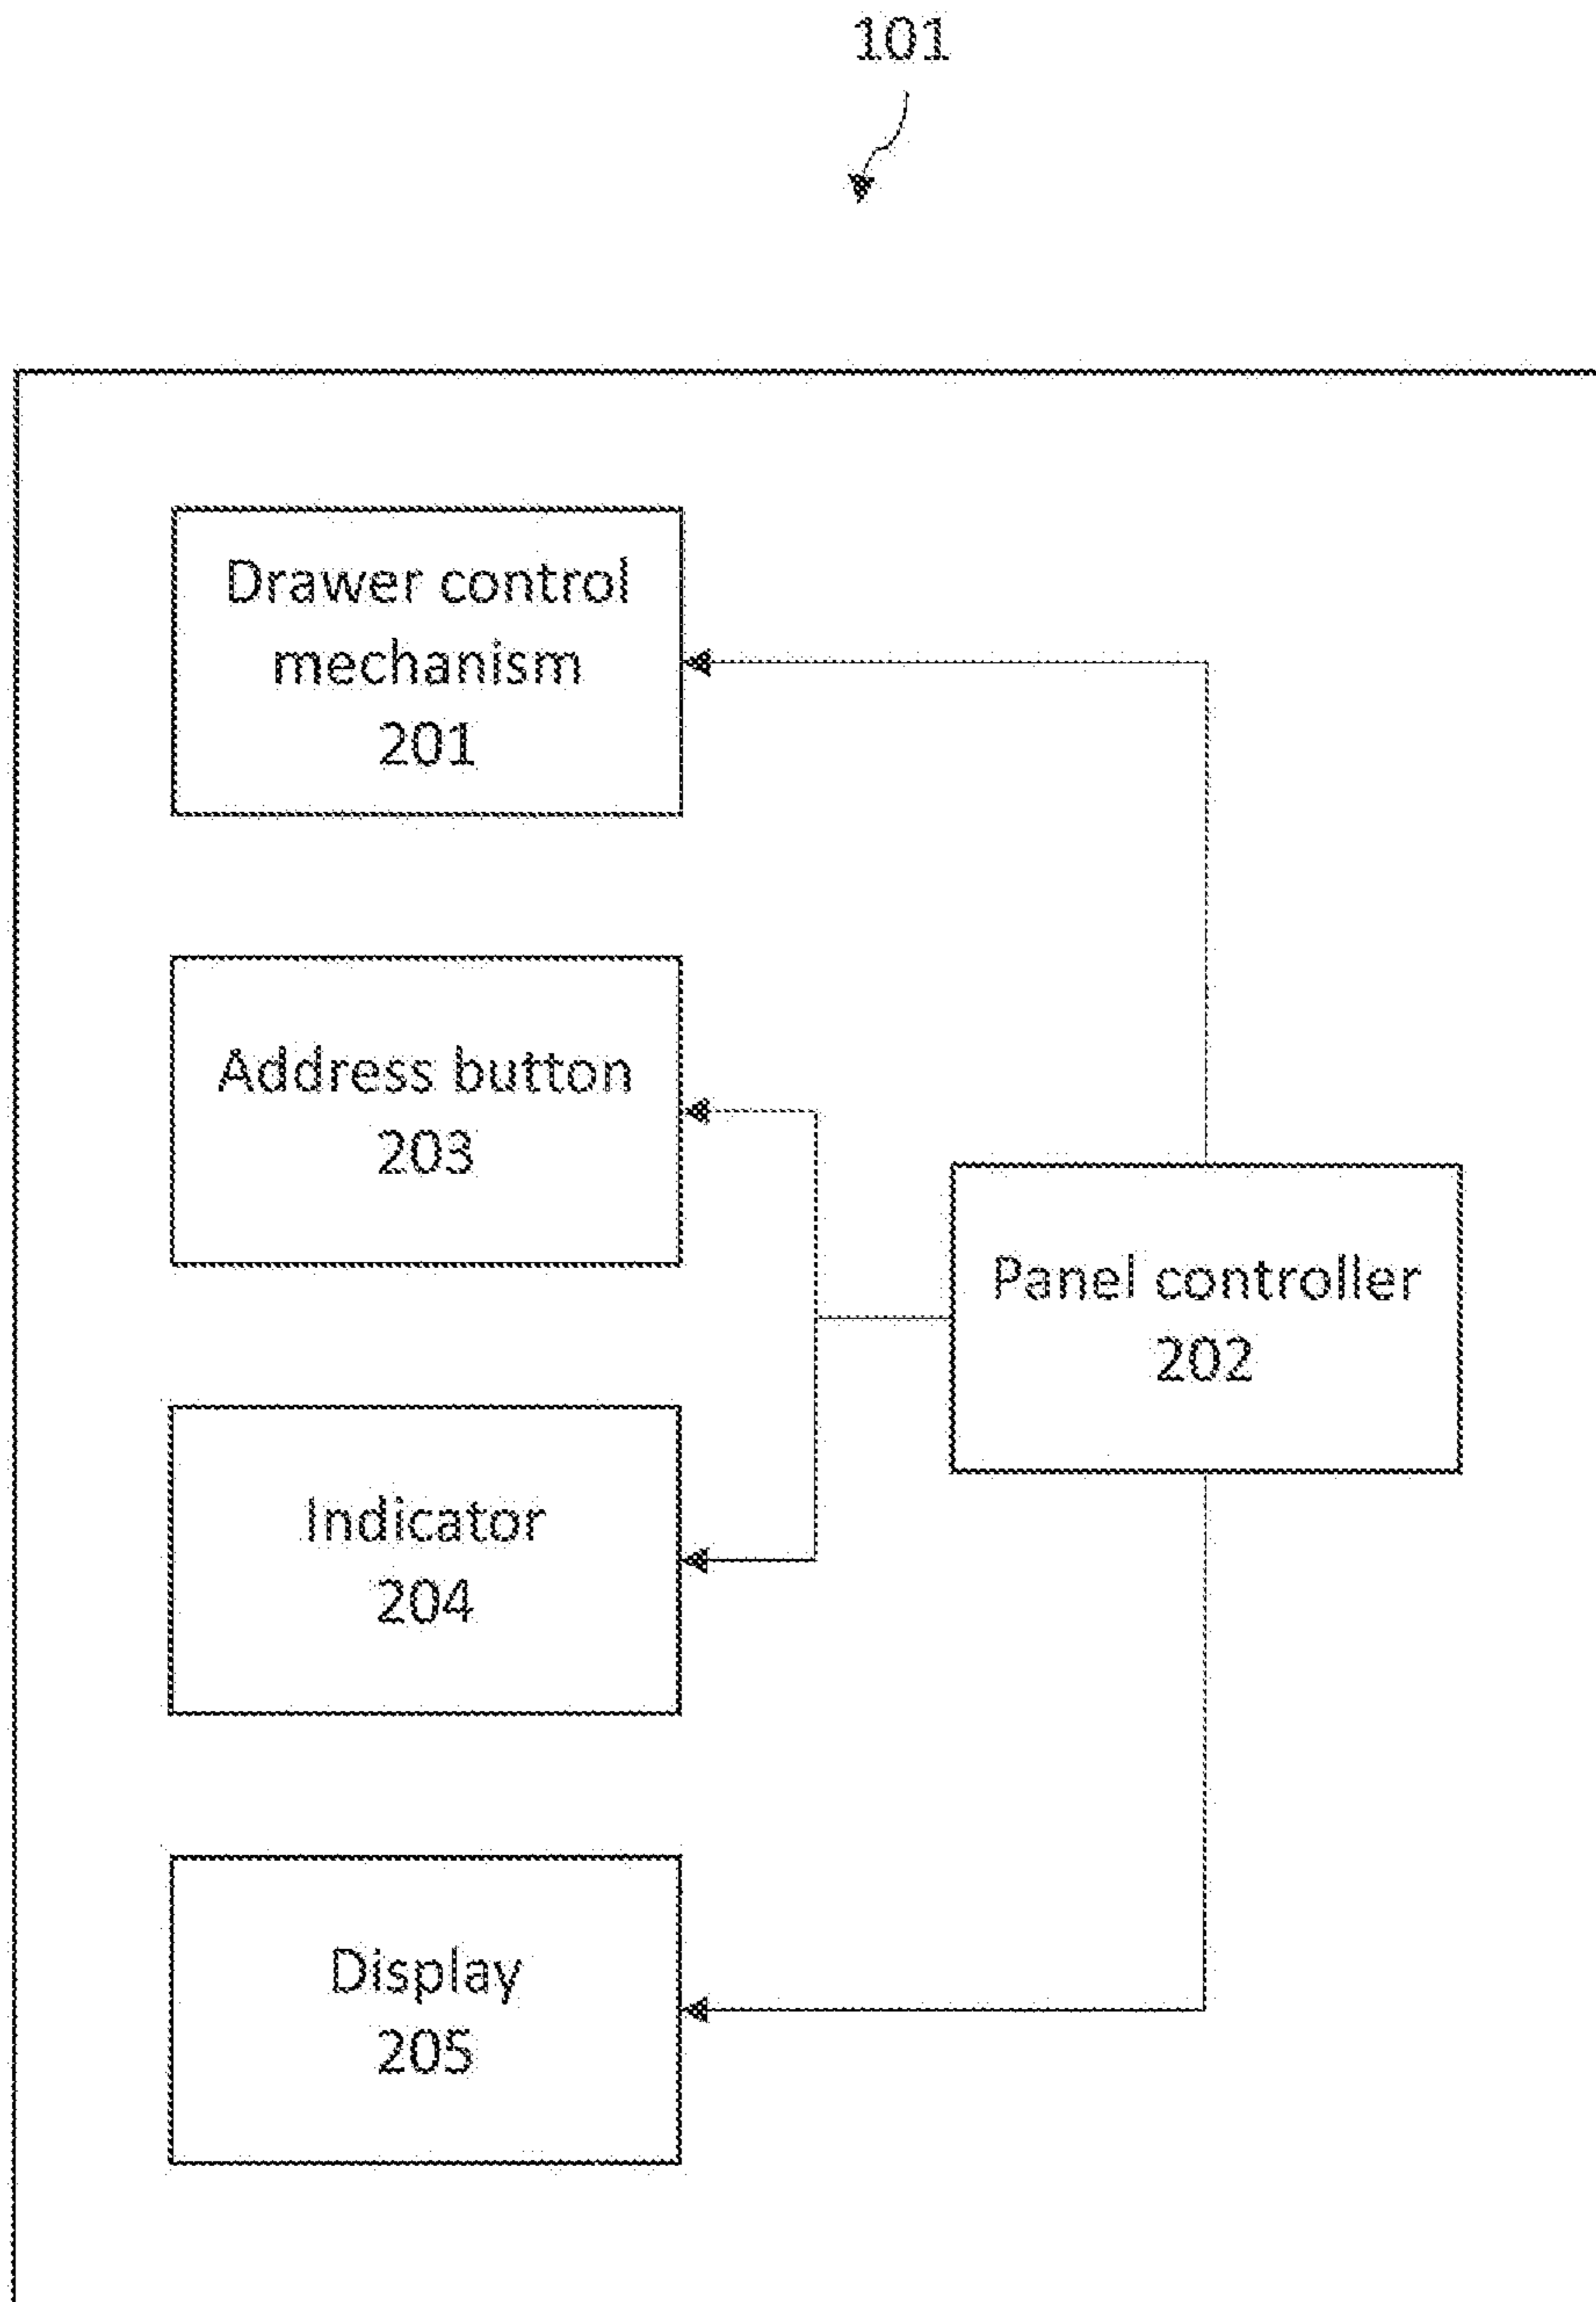 101
Drawer control
mechanism
201
Address button
203
Panel controller
202
Indicator
204
Display
205